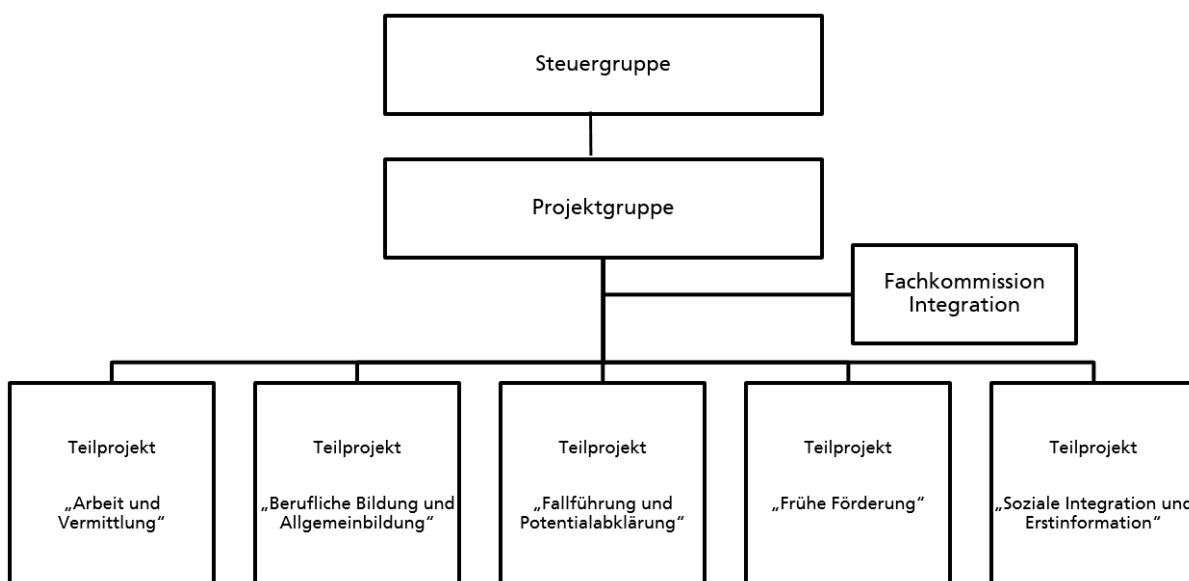 Steuergruppe
Projektgruppe
Fachkommission
Integration
Teilprojekt
„Arbeit und
Vermittlung“
Teilprojekt
„Berufliche Bildung und
Allgemeinbildung“
Teilprojekt
„Fallführung und
Potentialabklärung“
Teilprojekt
„Frühe Förderung“
Teilprojekt
„Soziale Integration und
Erstinformation“